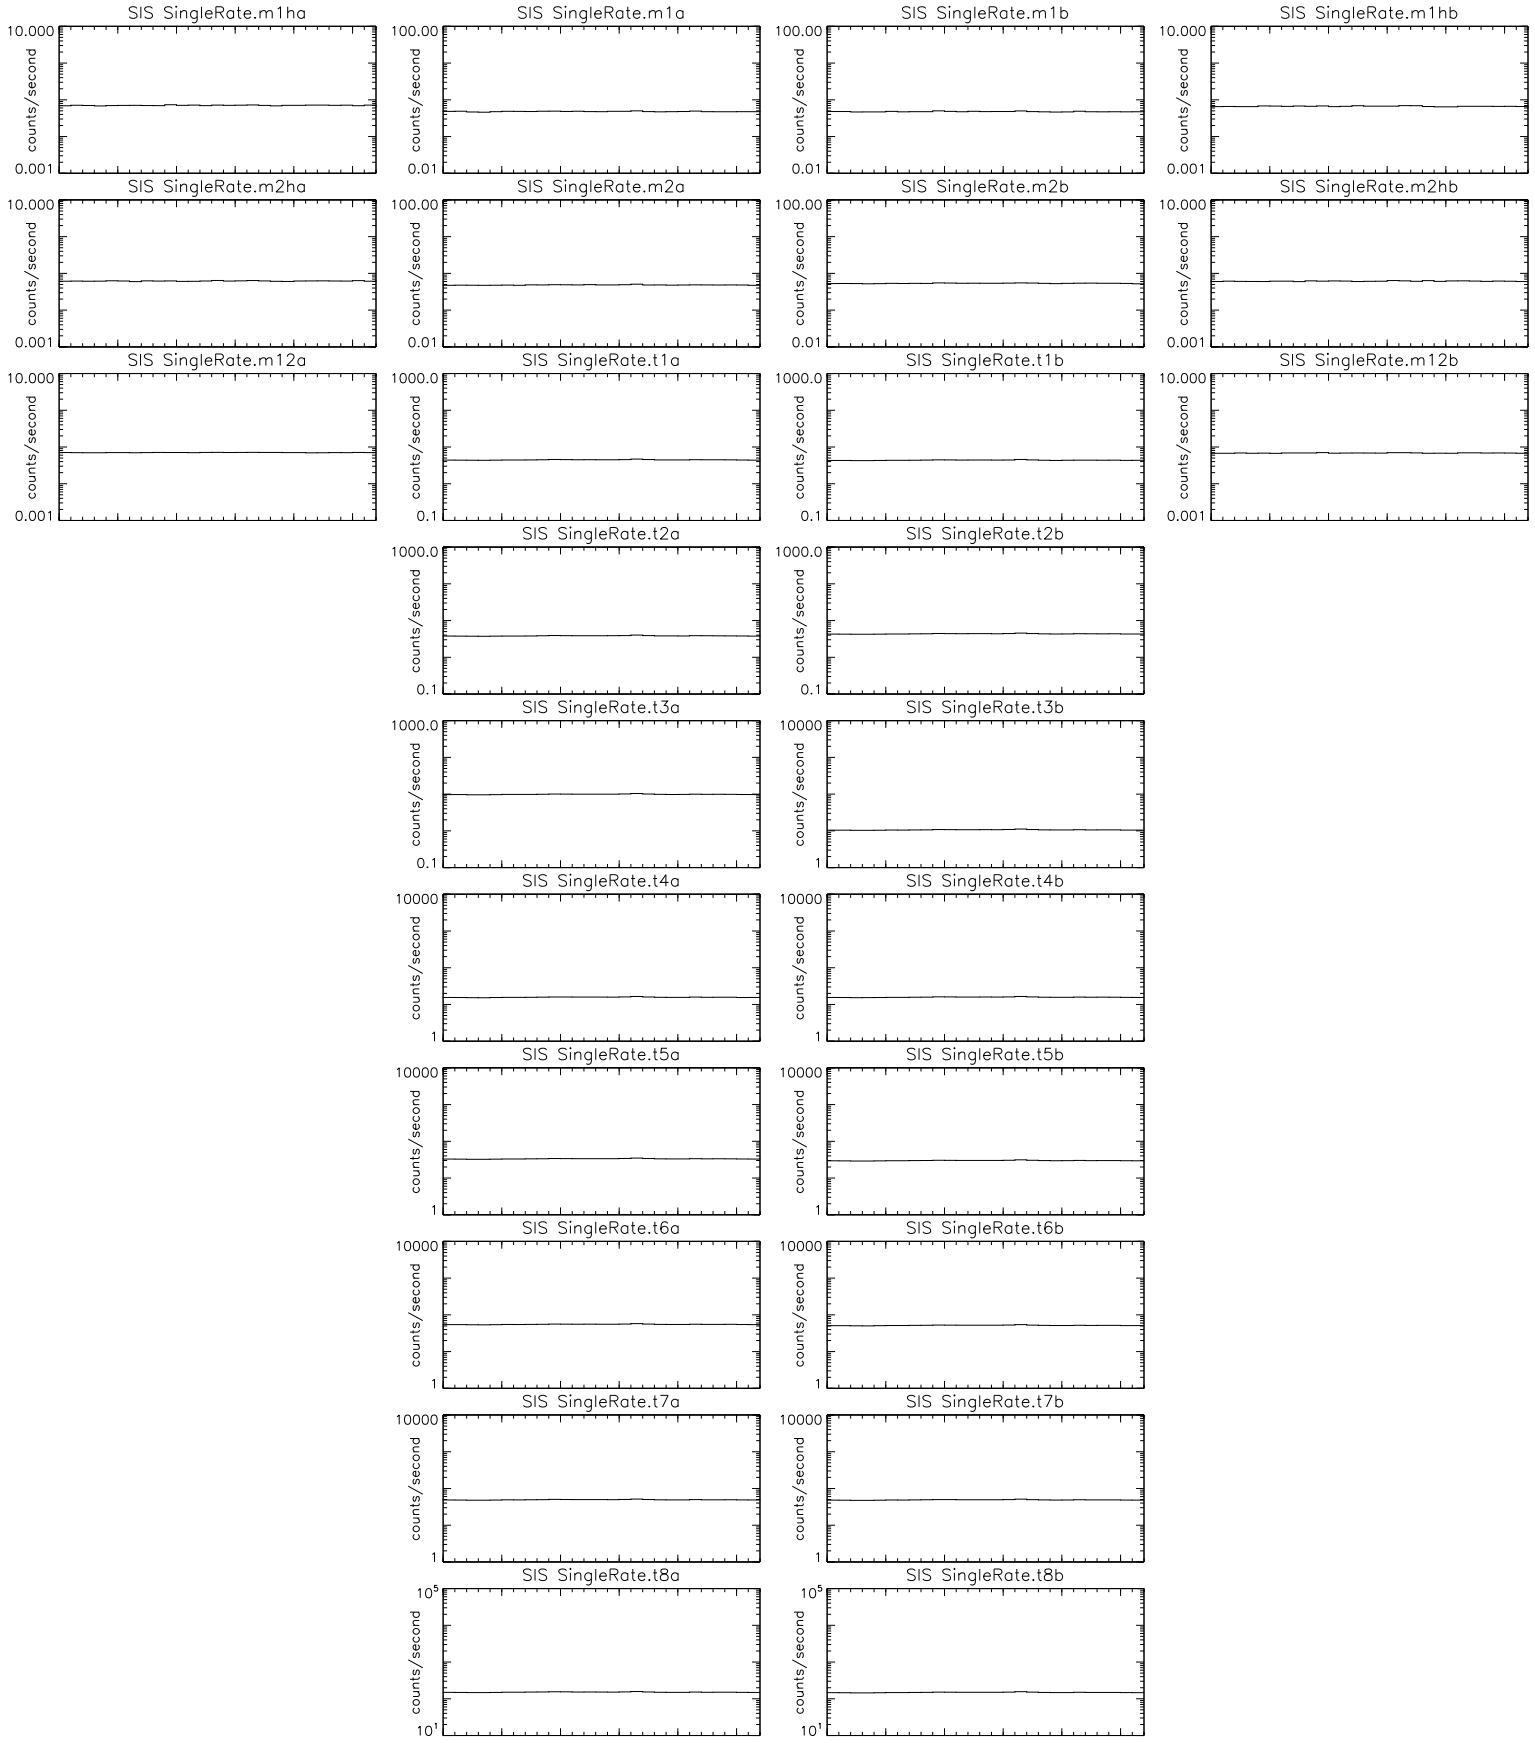 SIS SingleRate.m1ha
10.000
counts/second
0.001
SIS SingleRate.m1a
100.00
counts/second
0.01
SIS SingleRate.m1b
100.00
counts/second
0.01
SIS SingleRate.m1hb
10.000
counts/second
0.001
SIS SingleRate.m2ha
10.000
counts/second
0.001
SIS SingleRate.m2a
100.00
counts/second
0.01
SIS SingleRate.m2b
100.00
counts/second
0.01
SIS SingleRate.m2hb
10.000
counts/second
0.001
SIS SingleRate.m12a
10.000
counts/second
0.001
SIS SingleRate.t1a
1000.0
counts/second
0.1
SIS SingleRate.t1b
1000.0
counts/second
0.1
SIS SingleRate.m12b
10.000
counts/second
0.001
SIS SingleRate.t2a
1000.0
counts/second
0.1
SIS SingleRate.t2b
1000.0
counts/second
0.1
SIS SingleRate.t3a
1000.0
counts/second
0.1
SIS SingleRate.t3b
10000
counts/second
1
SIS SingleRate.t4a
10000
counts/second
1
SIS SingleRate.t4b
10000
counts/second
1
SIS SingleRate.t5a
10000
counts/second
1
SIS SingleRate.t5b
10000
counts/second
1
SIS SingleRate.t6a
10000
counts/second
1
SIS SingleRate.t6b
10000
counts/second
1
SIS SingleRate.t7a
10000
counts/second
1
SIS SingleRate.t7b
10000
counts/second
1
SIS SingleRate.t8a
10⁵
counts/second
10¹
SIS SingleRate.t8b
10⁵
counts/second
10¹